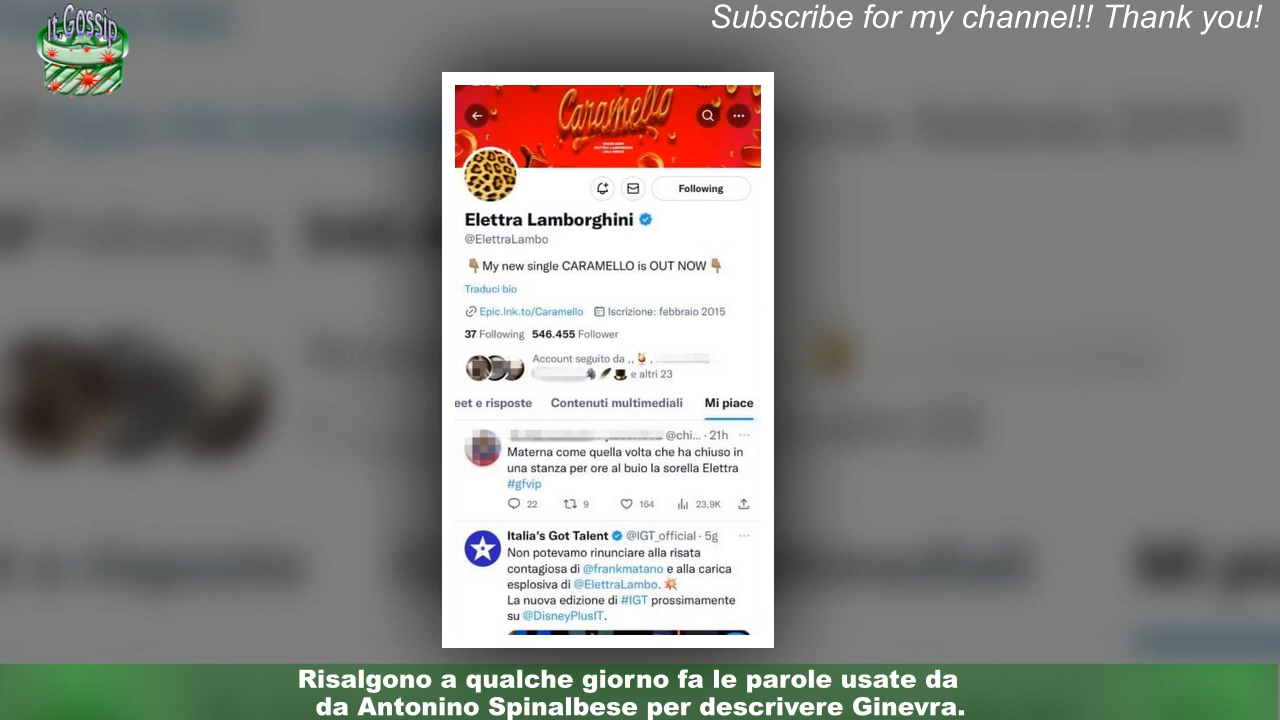 It.Gossip
Subscribe for my channel!! Thank you!
Caramello
Following
Elettra Lamborghini
@ElettraLambo
👇🏽My new single CARAMELLO is OUT NOW👇🏽
Traduci bio
Epic.lnk.to/Caramello Iscrizione: febbraio 2015
37 Following 546.455 Follower
Account seguito da
e altri 23
eet e risposte Contenuti multimediali Mi piace
@chi... · 21h
Materna come quella volta che ha chiuso in
una stanza per ore al buio la sorella Elettra
#gfvip
22 9 164 23,9K
Italia's Got Talent @IGT_official · 5g
Non potevamo rinunciare alla risata
contagiosa di @frankmatano e alla carica
esplosiva di @ElettraLambo. 💥
La nuova edizione di #IGT prossimamente
su @DisneyPlusIT.
Risalgono a qualche giorno fa le parole usate da
da Antonino Spinalbese per descrivere Ginevra.